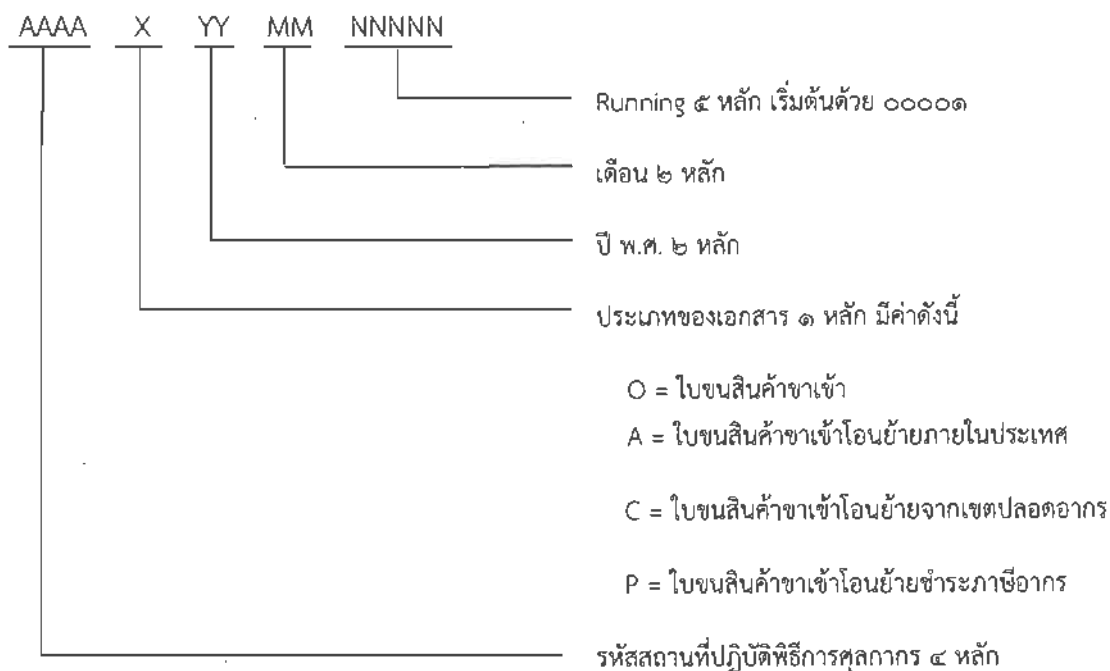 AAAA X YY MM NNNNN
Running ๕ หลัก เริ่มต้นด้วย ๐๐๐๐๑
เดือน ๒ หลัก
ปี พ.ศ. ๒ หลัก
ประเภทของเอกสาร ๑ หลัก มีค่าดังนี้
O = ใบขนสินค้าขาเข้า
A = ใบขนสินค้าขาเข้าโอนย้ายภายในประเทศ
C = ใบขนสินค้าขาเข้าโอนย้ายจากเขตปลอดอากร
P = ใบขนสินค้าขาเข้าโอนย้ายชำระภาษีอากร
รหัสสถานที่ปฏิบัติพิธีการศุลกากร ๔ หลัก